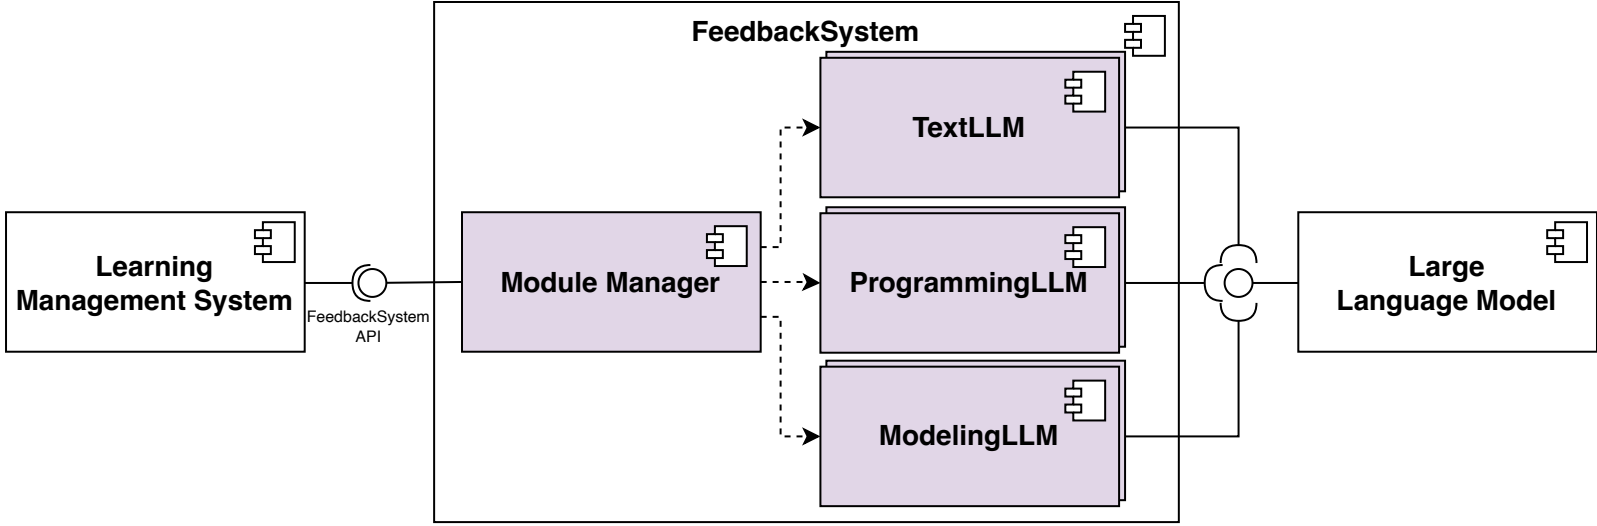 FeedbackSystem
TextLLM
Learning
Management System
FeedbackSystem
API
Module Manager
ProgrammingLLM
Large
Language Model
ModelingLLM